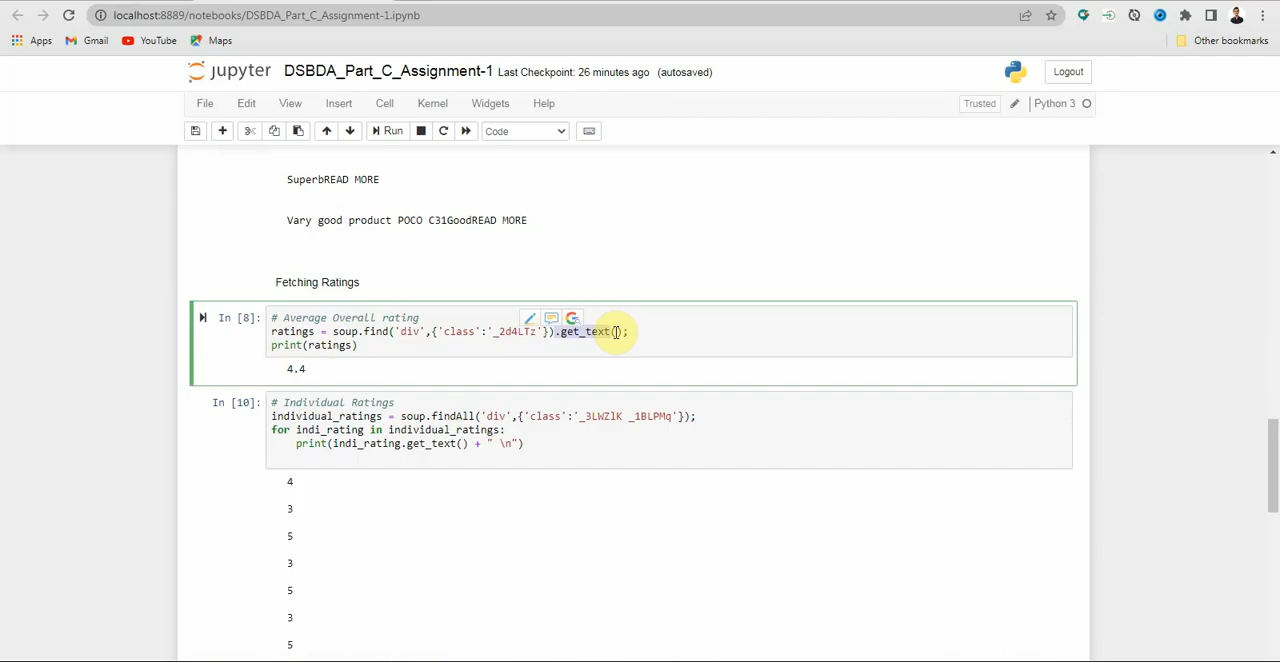 localhost:8889/notebooks/DSBDA_Part_C_Assignment-1.ipynb
Apps Gmail YouTube Maps Other bookmarks
jupyter DSBDA_Part_C_Assignment-1 Last Checkpoint: 26 minutes ago (autosaved) Logout
File Edit View Insert Cell Kernel Widgets Help Trusted Python 3
Run Code
SuperbREAD MORE
Vary good product POCO C31GoodREAD MORE
Fetching Ratings
In [8]: # Average Overall rating
ratings = soup.find('div',{'class':'_2d4LTz'}).get_text();
print(ratings)
4.4
In [10]: # Individual Ratings
individual_ratings = soup.findAll('div',{'class':'_3LWZlK _1BLPMq'});
for indi_rating in individual_ratings:
print(indi_rating.get_text() + " \n")
4
3
5
3
5
3
5